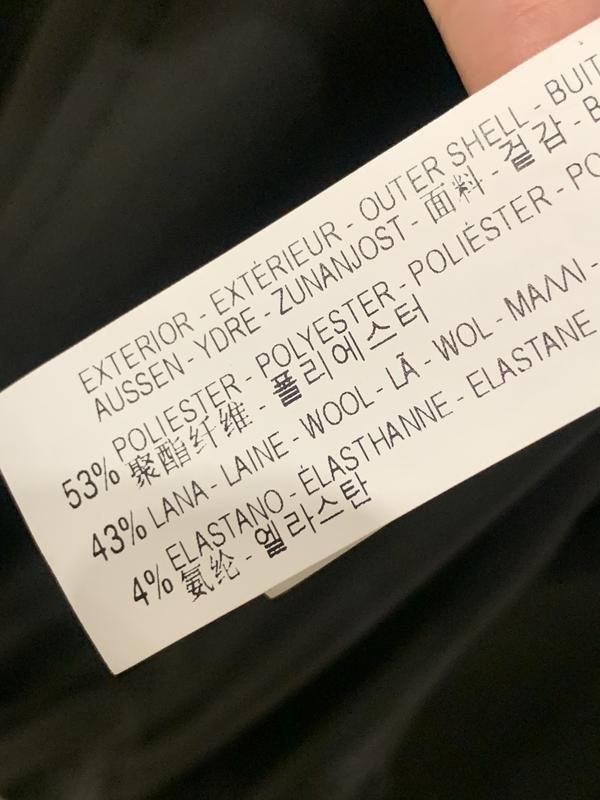 EXTERIOR - EXTÉRIEUR - OUTER SHELL - BUIT
AUSSEN - YDRE - ZUNANJOST - 面料 - 겉감 - B
53% POLIESTER - POLYESTER - POLIÉSTER - PO
聚酯纤维 - 폴리에스터
43% LANA - LAINE - WOOL - LÃ - WOL - ΜΑΛΛΙ -
4% ELASTANO - ÉLASTHANNE - ELASTANE
氨纶 - 엘라스탄